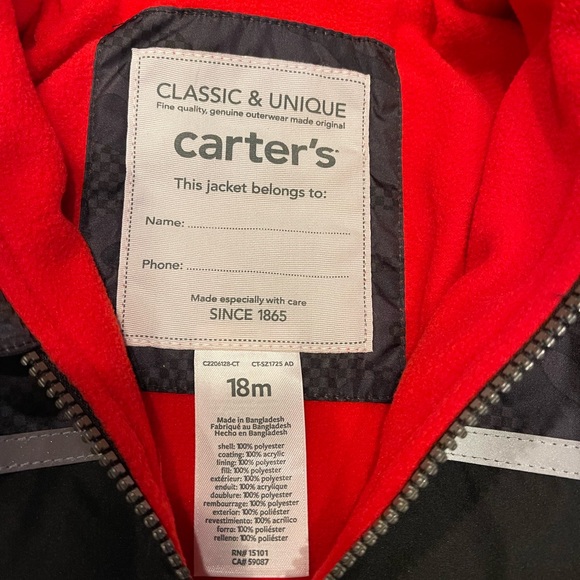 CLASSIC & UNIQUE
Fine quality, genuine outerwear made original
carter's
This jacket belongs to:
Name:
Phone:
Made especially with care
SINCE 1865
C2206128-CT CT-SZ1725 AD
18m
Made in Bangladesh
Fabriqué au Bangladesh
Hecho en Bangladesh
shell: 100% polyester
coating: 100% acrylic
lining: 100% polyester
fill: 100% polyester
extérieur: 100% polyester
enduit: 100% acrylique
doublure: 100% polyester
rembourrage: 100% polyester
exterior: 100% poliéster
revestimiento: 100% acrílico
forro: 100% poliéster
relleno: 100% poliéster
RN# 15101
CA# 59087